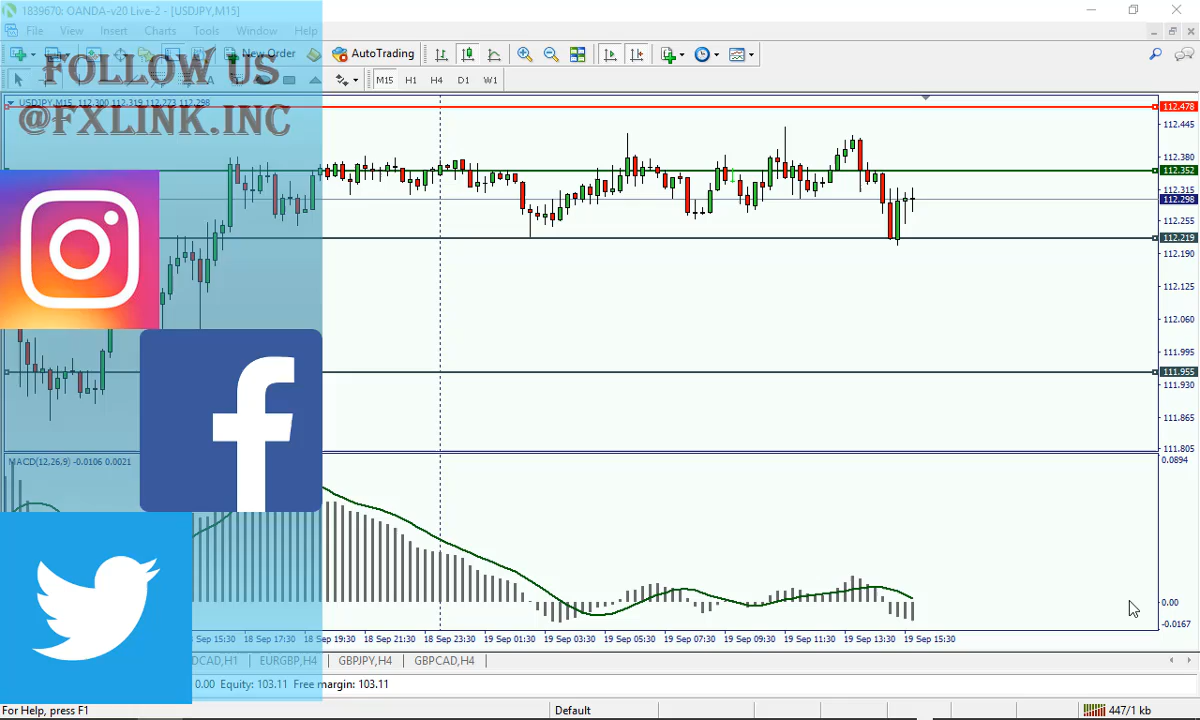 1839670: OANDA-v20 Live-2 - [USDJPY,M15]
File View Insert Charts Tools Window Help
New Order AutoTrading
FOLLOW US
M15 H1 H4 D1 W1
USDJPY,M15 112.300 112.319 112.273 112.298
@FXLINK.INC
112.478
112.445
112.380
112.352
112.315
112.298
112.255
112.219
112.190
112.125
112.060
111.995
111.955
111.930
111.865
111.805
MACD(12,26,9) -0.0106 0.0021
0.0894
0.00
-0.0167
18 Sep 17:30 18 Sep 19:30 18 Sep 21:30 18 Sep 23:30 19 Sep 01:30 19 Sep 03:30 19 Sep 05:30 19 Sep 07:30 19 Sep 09:30 19 Sep 11:30 19 Sep 13:30 19 Sep 15:30
EURGBP,H4 GBPJPY,H4 GBPCAD,H4
0.00 Equity: 103.11 Free margin: 103.11
For Help, press F1 Default 447/1 kb